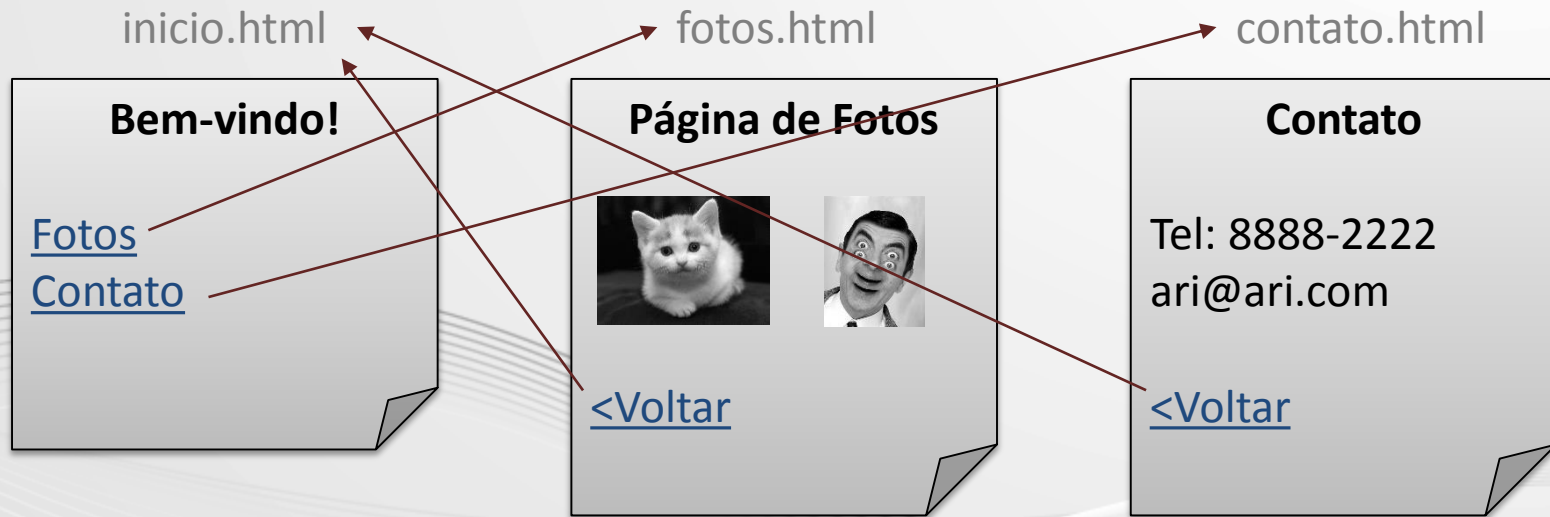 inicio.html
Bem-vindo!
Fotos
Contato
fotos.html
Página de Fotos
<Voltar
contato.html
Contato
Tel: 8888-2222
ari@ari.com
<Voltar